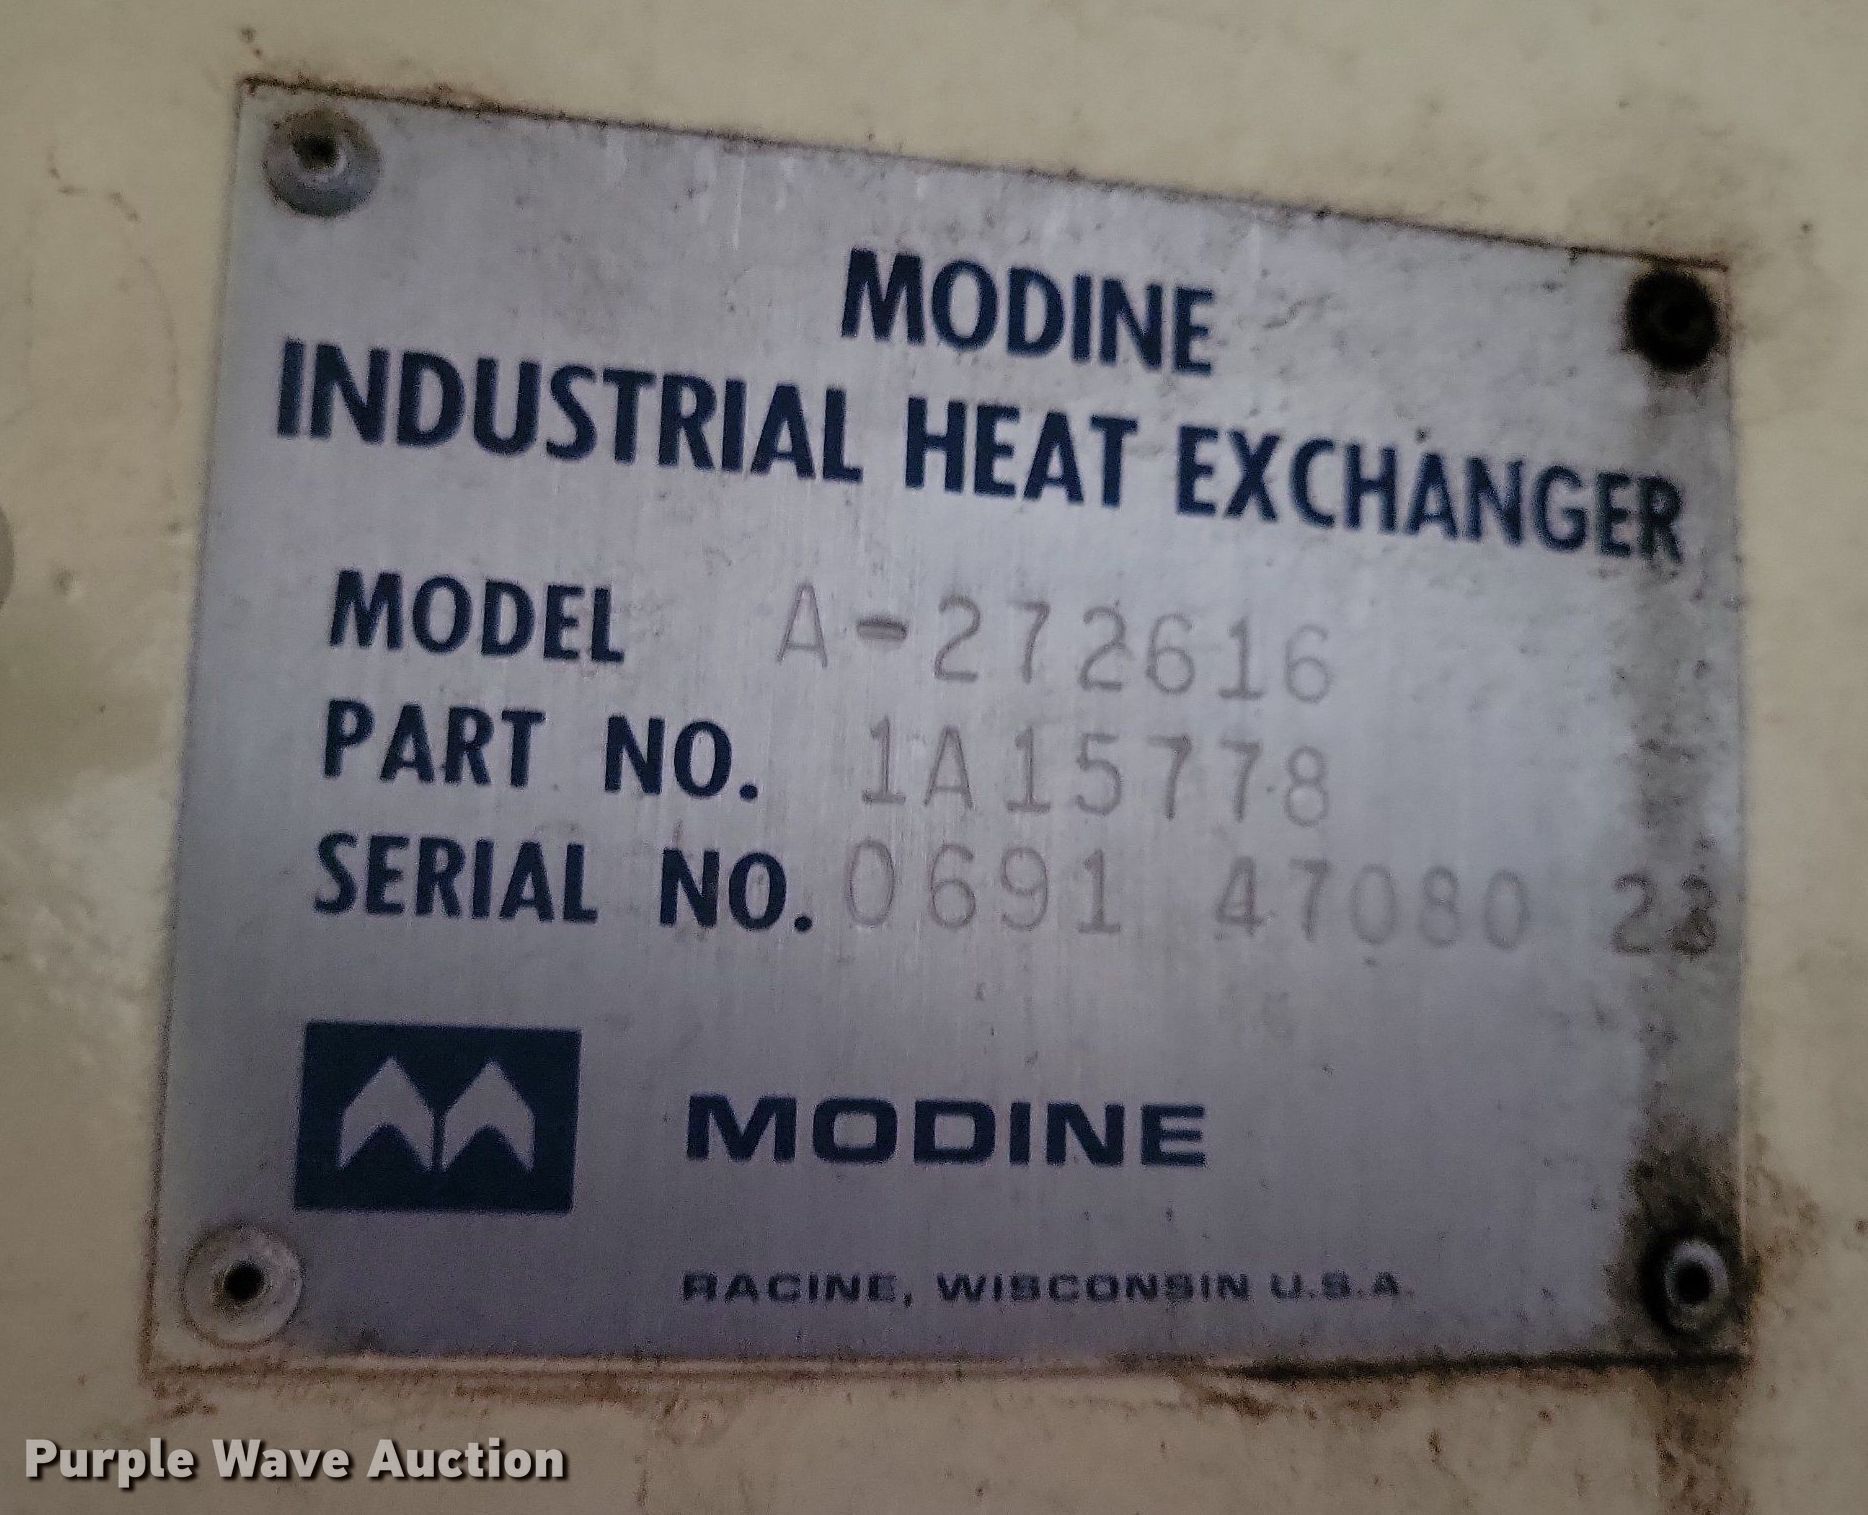 MODINE
INDUSTRIAL HEAT EXCHANGER
MODEL A-272616
PART NO. 1A15778
SERIAL NO. 0691 47080 23
MODINE
RACINE, WISCONSIN U.S.A.
Purple Wave Auction